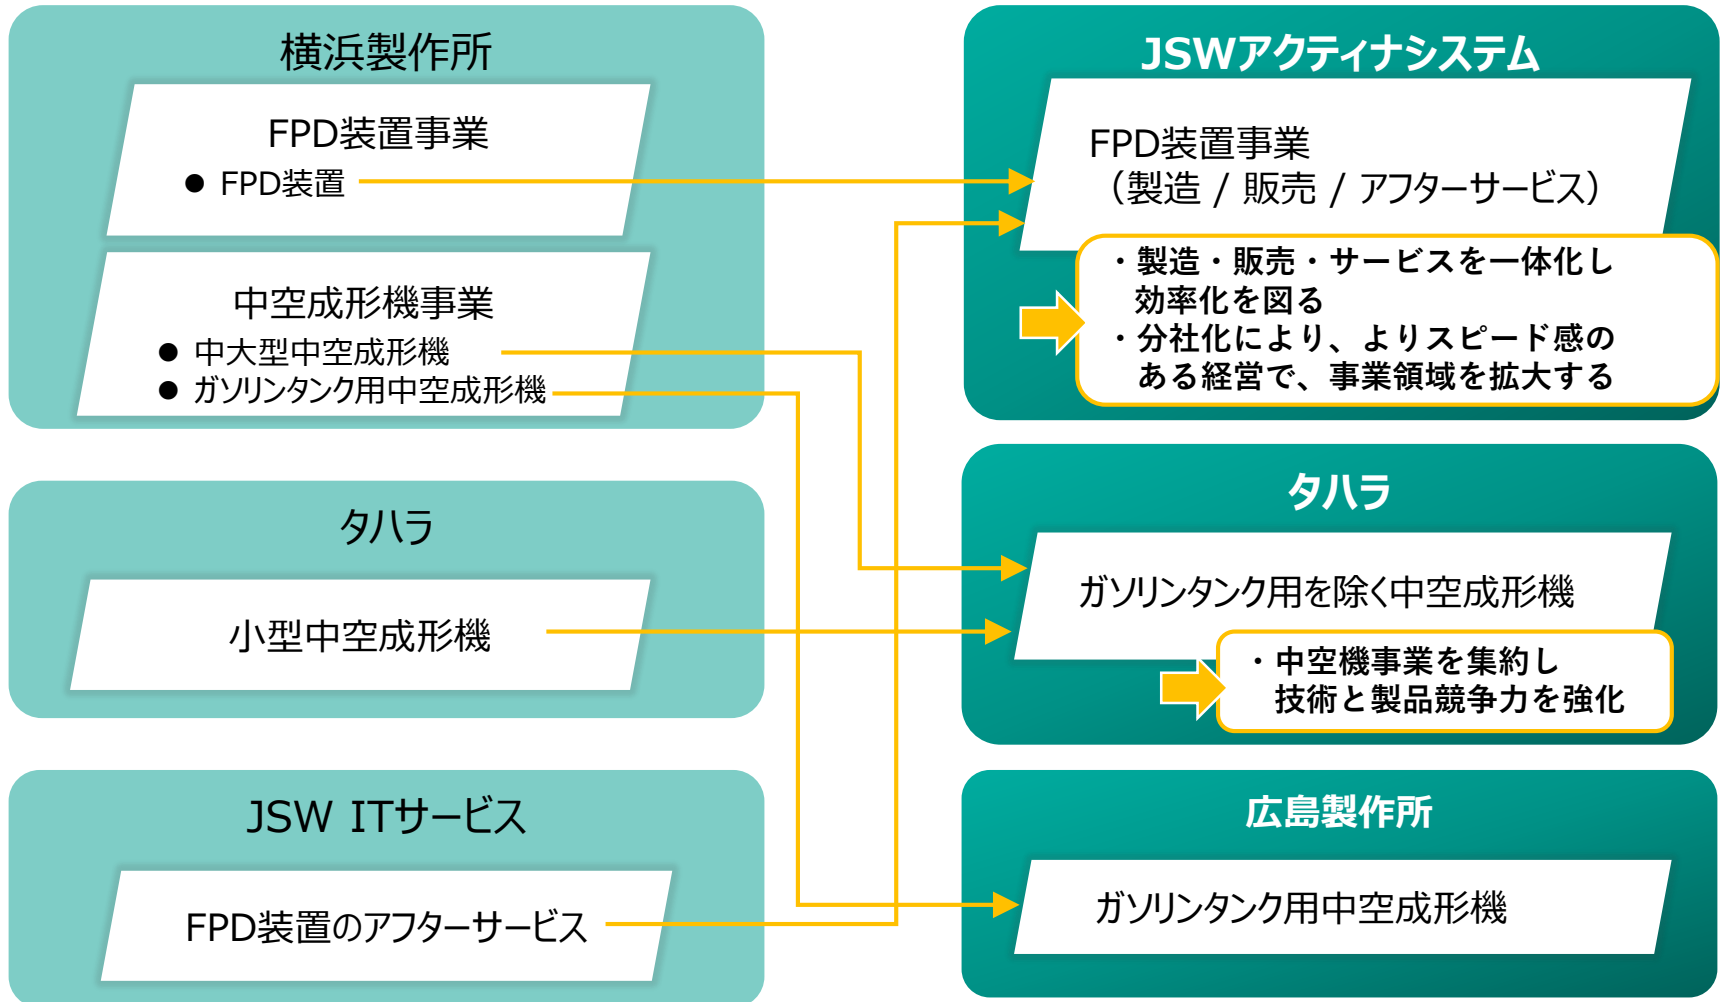 横浜製作所
FPD装置事業
● FPD装置
中空成形機事業
● 中大型中空成形機
● ガソリンタンク用中空成形機
タハラ
小型中空成形機
JSW ITサービス
FPD装置のアフターサービス
JSWアクティナシステム
FPD装置事業
（製造 / 販売 / アフターサービス）
・製造・販売・サービスを一体化し
効率化を図る
・分社化により、よりスピード感の
ある経営で、事業領域を拡大する
タハラ
ガソリンタンク用を除く中空成形機
・中空機事業を集約し
技術と製品競争力を強化
広島製作所
ガソリンタンク用中空成形機